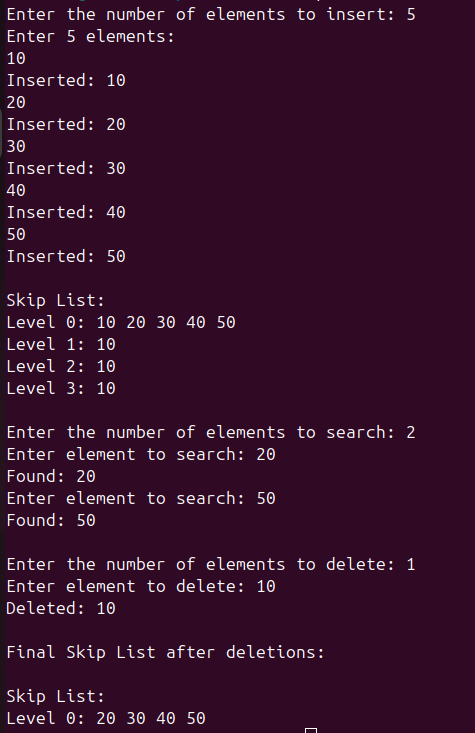 Enter the number of elements to insert: 5
Enter 5 elements:
10
Inserted: 10
20
Inserted: 20
30
Inserted: 30
40
Inserted: 40
50
Inserted: 50
Skip List:
Level 0: 10 20 30 40 50
Level 1: 10
Level 2: 10
Level 3: 10
Enter the number of elements to search: 2
Enter element to search: 20
Found: 20
Enter element to search: 50
Found: 50
Enter the number of elements to delete: 1
Enter element to delete: 10
Deleted: 10
Final Skip List after deletions:
Skip List:
Level 0: 20 30 40 50